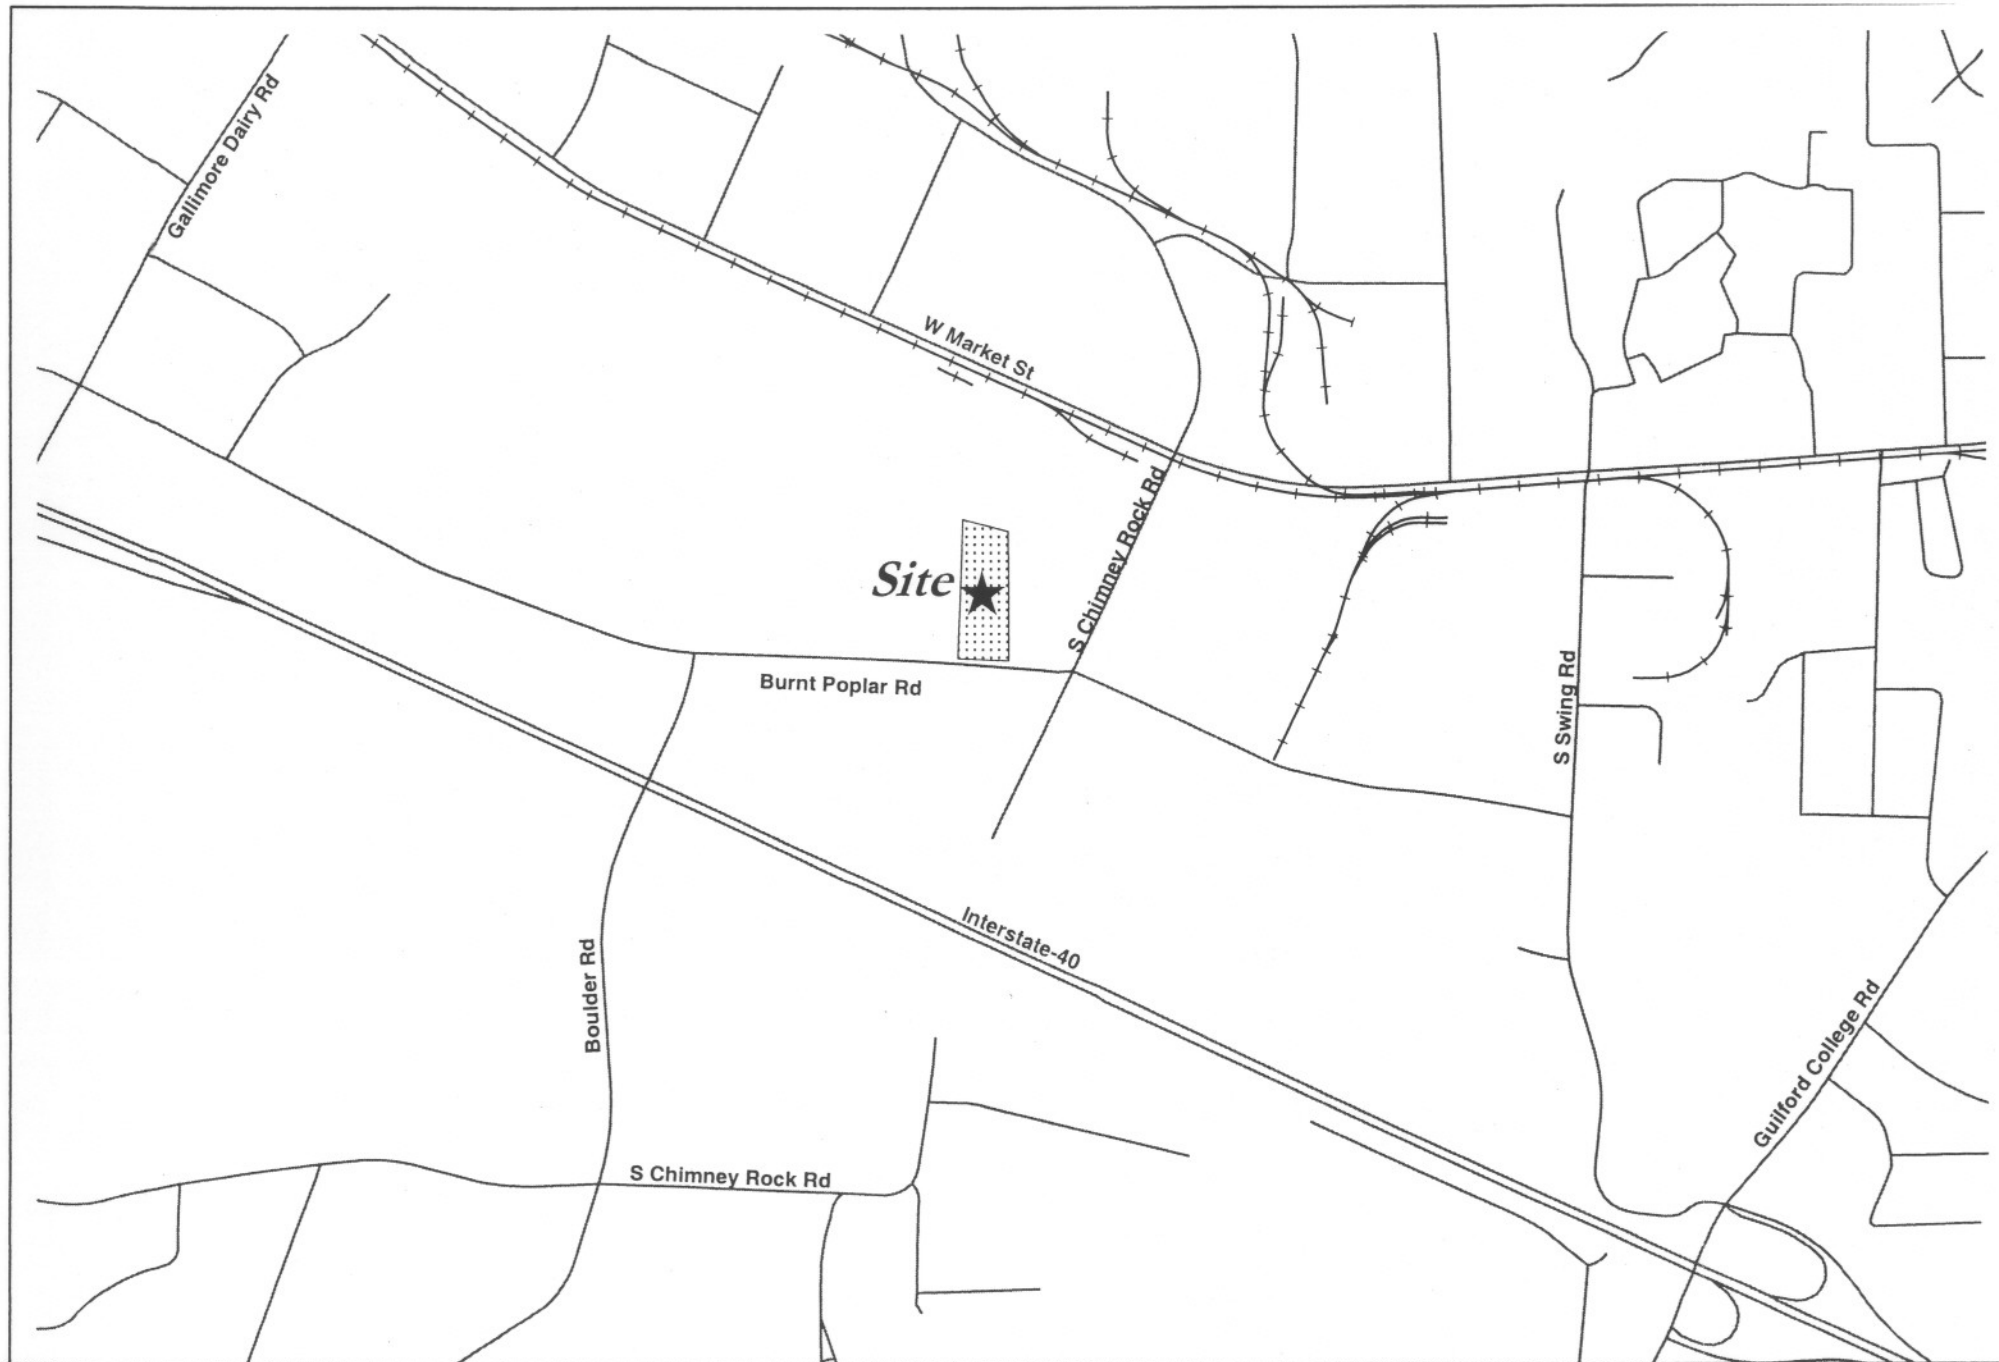 Gallimore Dairy Rd
W Market St
S Chimney Rock Rd
Site
Burnt Poplar Rd
S Swing Rd
Interstate-40
Boulder Rd
Guilford College Rd
S Chimney Rock Rd